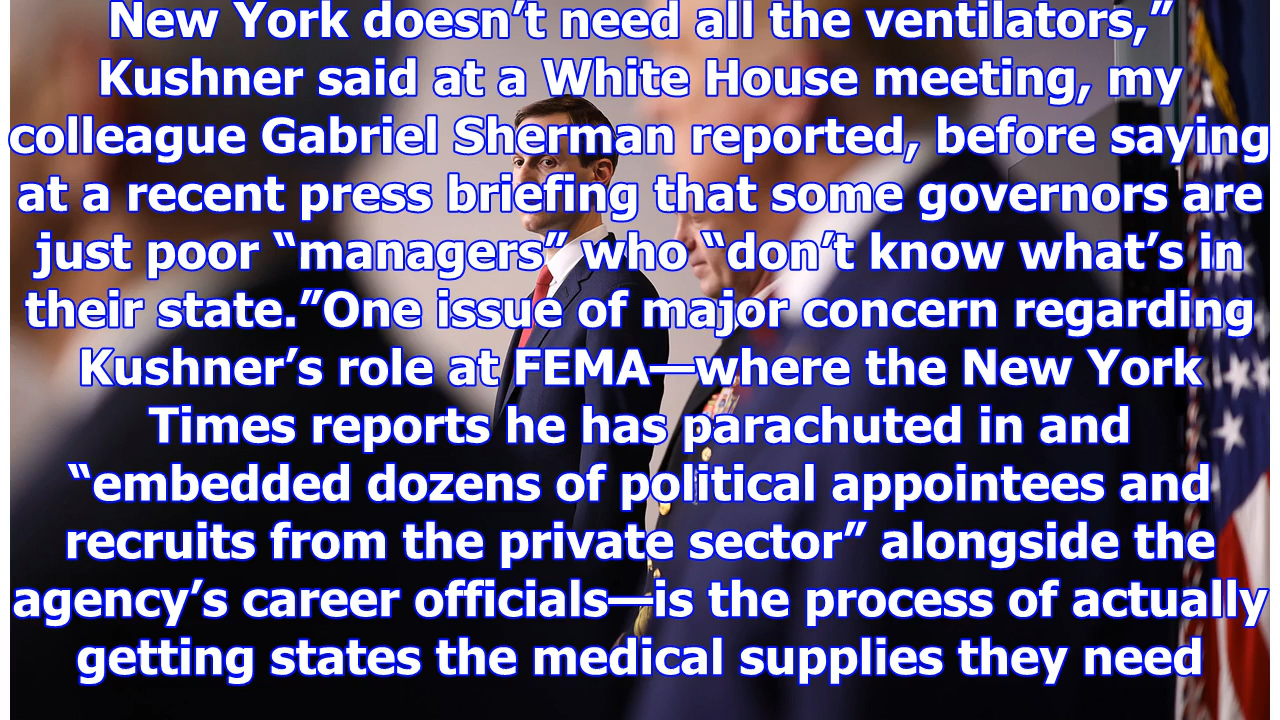 New York doesn’t need all the ventilators,”
Kushner said at a White House meeting, my
colleague Gabriel Sherman reported, before saying
at a recent press briefing that some governors are
just poor “managers” who “don’t know what’s in
their state.”One issue of major concern regarding
Kushner’s role at FEMA—where the New York
Times reports he has parachuted in and
“embedded dozens of political appointees and
recruits from the private sector” alongside the
agency’s career officials—is the process of actually
getting states the medical supplies they need